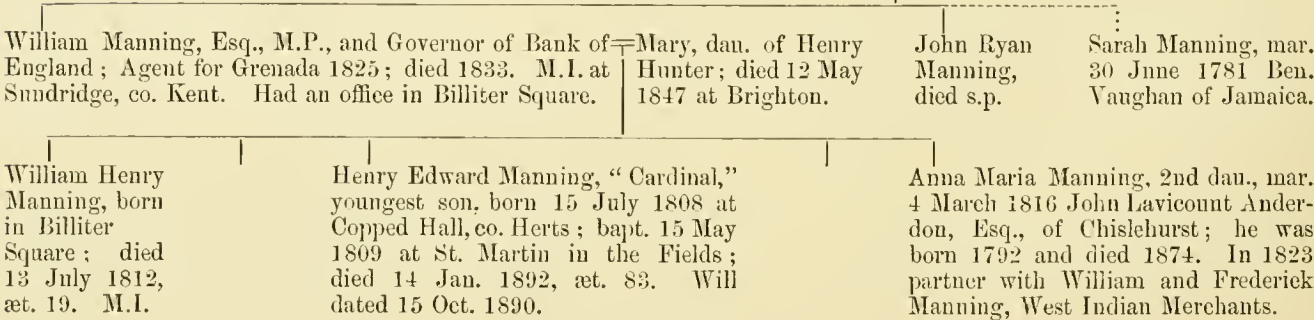 William Manning, Esq., M.P., and Governor of Bank of
England; Agent for Grenada 1825; died 1833. M.I. at
Sundridge, co. Kent. Had an office in Billiter Square.
Mary, dau. of Henry
Hunter; died 12 May
1847 at Brighton.
John Ryan
Manning,
died s.p.
Sarah Manning, mar.
30 June 1781 Ben.
Vaughan of Jamaica.
William Henry
Manning, born
in Billiter
Square; died
13 July 1812,
æt. 19. M.I.
Henry Edward Manning, “Cardinal,”
youngest son, born 15 July 1808 at
Copped Hall, co. Herts; bapt. 15 May
1809 at St. Martin in the Fields;
died 14 Jan. 1892, æt. 83. Will
dated 15 Oct. 1890.
Anna Maria Manning, 2nd dau., mar.
4 March 1816 John Lavicount Ander-
don, Esq., of Chislehurst; he was
born 1792 and died 1874. In 1823
partner with William and Frederick
Manning, West Indian Merchants.